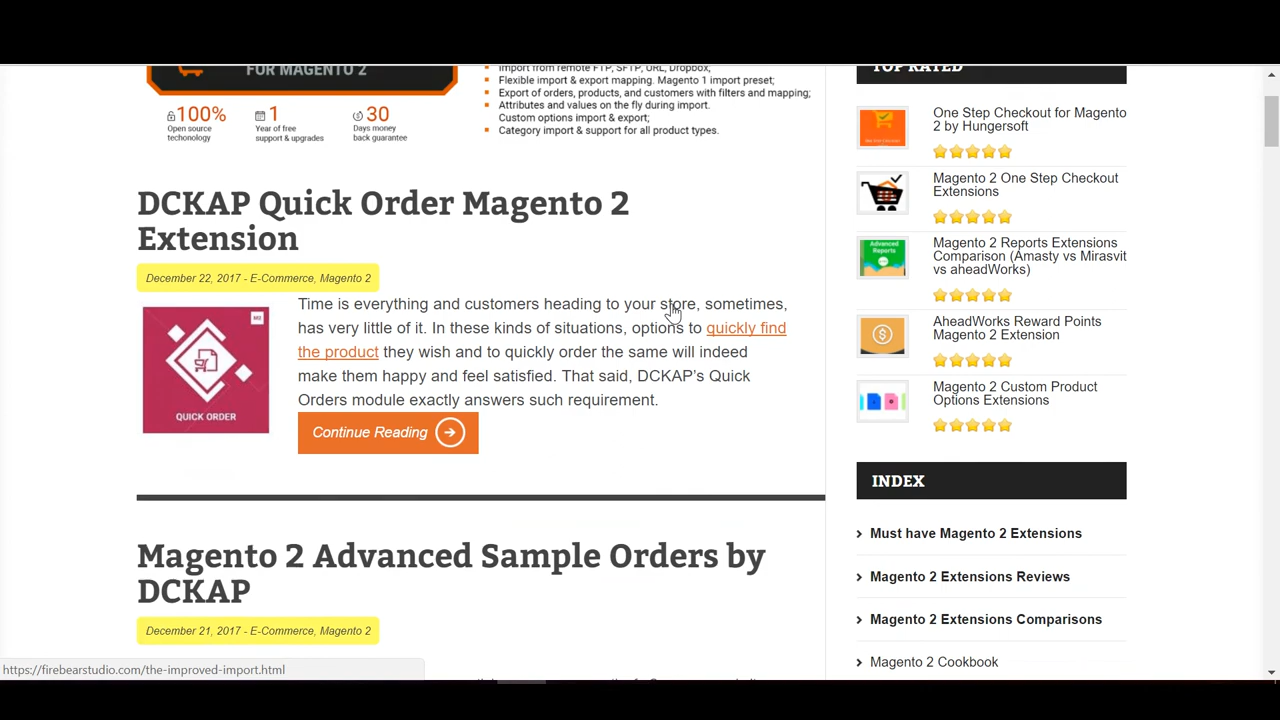 FOR MAGENTO 2
100%
Open source
techonology
1
Year of free
support & upgrades
30
Days money
back guarantee
Import from remote FTP, SFTP, URL, Dropbox;
Flexible import & export mapping. Magento 1 import preset;
Export of orders, products, and customers with filters and mapping;
Attributes and values on the fly during import.
Custom options import & export;
Category import & support for all product types.
DCKAP Quick Order Magento 2
Extension
December 22, 2017 - E-Commerce, Magento 2
M2
QUICK ORDER
Time is everything and customers heading to your store, sometimes,
has very little of it. In these kinds of situations, options to quickly find
the product they wish and to quickly order the same will indeed
make them happy and feel satisfied. That said, DCKAP's Quick
Orders module exactly answers such requirement.
Continue Reading
Magento 2 Advanced Sample Orders by
DCKAP
December 21, 2017 - E-Commerce, Magento 2
TOP RATED
One Step Checkout for Magento
2 by Hungersoft
Magento 2 One Step Checkout
Extensions
Advanced
Reports
Magento 2 Reports Extensions
Comparison (Amasty vs Mirasvit
vs aheadWorks)
AheadWorks Reward Points
Magento 2 Extension
Magento 2 Custom Product
Options Extensions
INDEX
Must have Magento 2 Extensions
Magento 2 Extensions Reviews
Magento 2 Extensions Comparisons
Magento 2 Cookbook
https://firebearstudio.com/the-improved-import.html